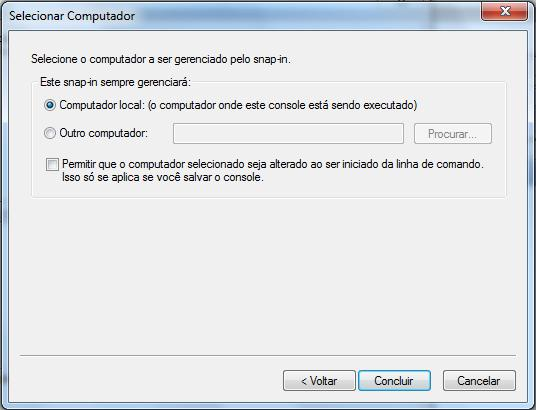 Selecionar Computador
Selecione o computador a ser gerenciado pelo snap-in.
Este snap-in sempre gerenciará:
Computador local: (o computador onde este console está sendo executado)
Outro computador:
Procurar...
Permitir que o computador selecionado seja alterado ao ser iniciado da linha de comando.
Isso só se aplica se você salvar o console.
< Voltar
Concluir
Cancelar